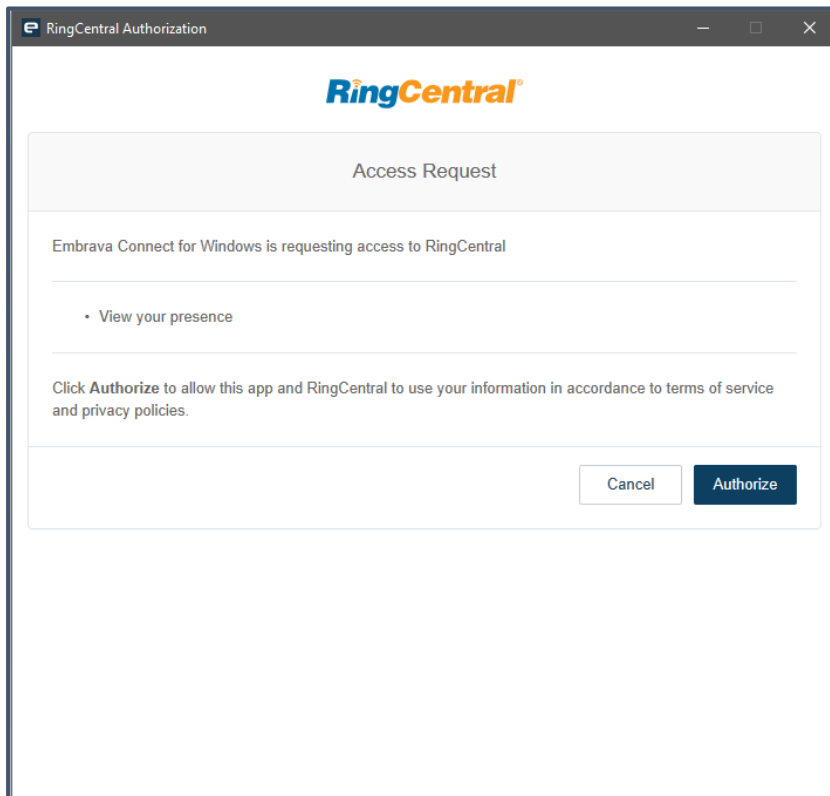 RingCentral Authorization
RingCentral®
Access Request
Embrava Connect for Windows is requesting access to RingCentral
• View your presence
Click Authorize to allow this app and RingCentral to use your information in accordance to terms of service
and privacy policies.
Cancel
Authorize